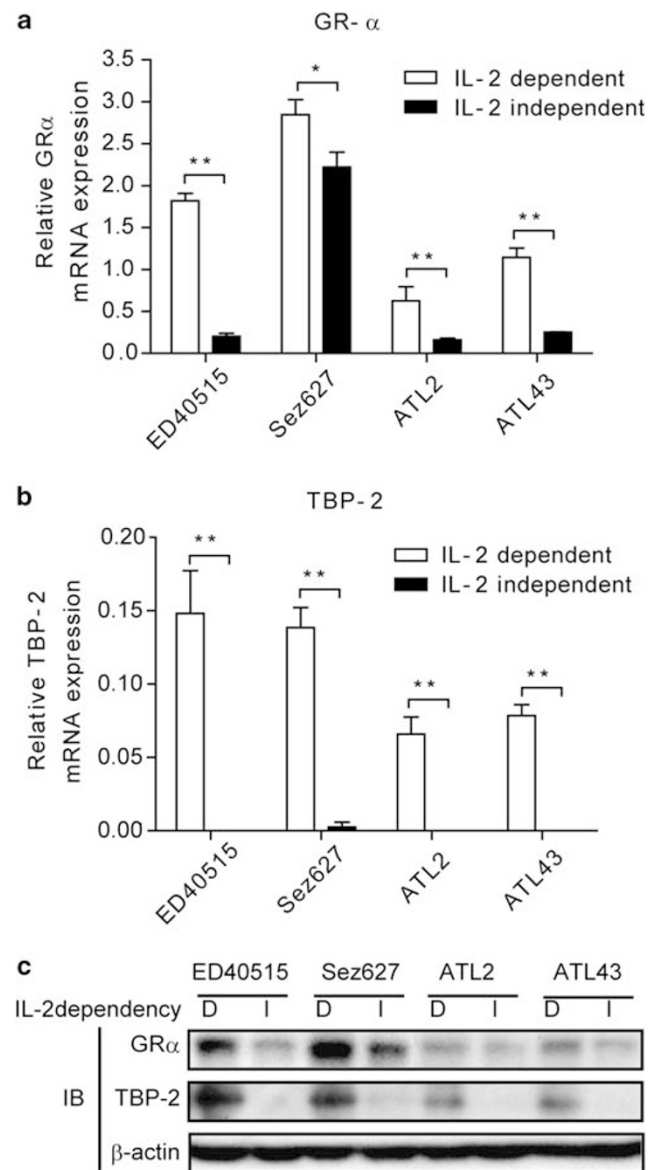 a
GR- α
Relative GRα
mRNA expression
3.5
3.0
2.5
2.0
1.5
1.0
0.5
0.0
IL- 2 dependent
IL- 2 independent
**
*
**
**
ED40515
Sez627
ATL2
ATL43
b
TBP- 2
Relative TBP- 2
mRNA expression
0.20
0.15
0.10
0.05
0.00
IL- 2 dependent
IL- 2 independent
**
**
**
**
ED40515
Sez627
ATL2
ATL43
c
ED40515 Sez627 ATL2 ATL43
IL-2dependency D I D I D I D I
IB
GRα
TBP-2
β-actin